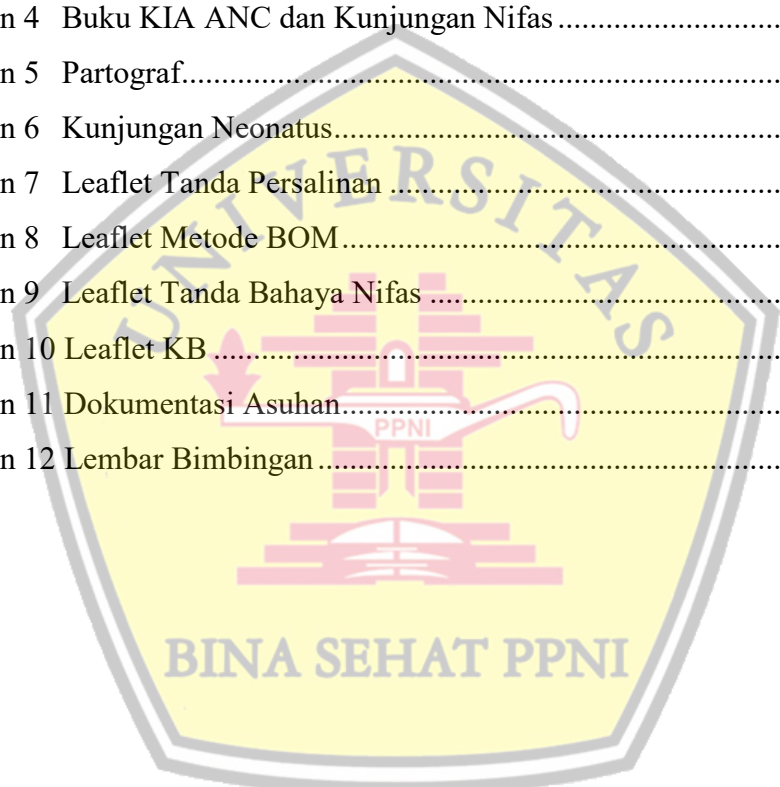 n 4 Buku KIA ANC dan Kunjungan Nifas ............................
n 5 Partograf............................................................................
n 6 Kunjungan Neonatus.........................................................
n 7 Leaflet Tanda Persalinan ..................................................
n 8 Leaflet Metode BOM........................................................
n 9 Leaflet Tanda Bahaya Nifas .............................................
n 10 Leaflet KB ........................................................................
n 11 Dokumentasi Asuhan........................................................
n 12 Lembar Bimbingan ..........................................................
UNIVERSITAS
PPNI
BINA SEHAT PPNI